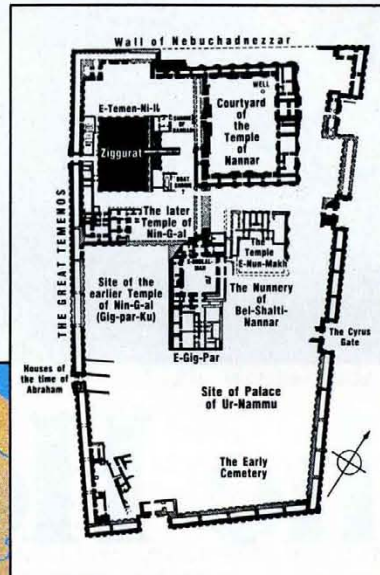 Wall of Nebuchadnezzar
E-Temen-Ni-IL
WELL
Courtyard
of the
Temple
of
Nannar
Ziggurat
BOAT
SHRINE
The later
Temple of
Nin-G-al
THE GREAT TEMENOS
The
Temple
E-Nun-Makh
Site of the
earlier Temple
of Nin-G-al
(Gig-par-Ku)
The Nunnery
of
Bel-Shalti-
Nannar
The Cyrus
Gate
E-Gig-Par
Houses of
the time of
Abraham
Site of Palace
of Ur-Nammu
The Early
Cemetery